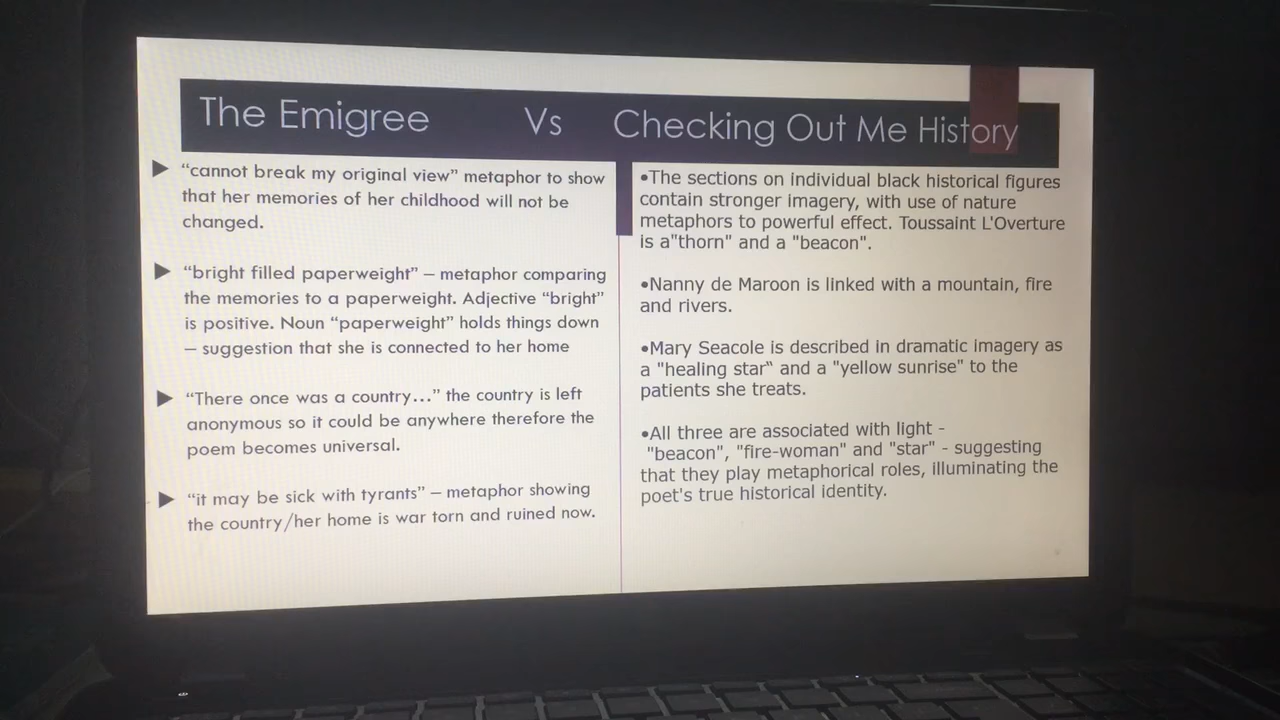 The Emigree Vs Checking Out Me History
▶ “cannot break my original view” metaphor to show
that her memories of her childhood will not be
changed.
▶ “bright filled paperweight” – metaphor comparing
the memories to a paperweight. Adjective “bright”
is positive. Noun “paperweight” holds things down
– suggestion that she is connected to her home
▶ “There once was a country...” the country is left
anonymous so it could be anywhere therefore the
poem becomes universal.
▶ “it may be sick with tyrants” – metaphor showing
the country/her home is war torn and ruined now.
•The sections on individual black historical figures
contain stronger imagery, with use of nature
metaphors to powerful effect. Toussaint L'Overture
is a"thorn" and a "beacon".
•Nanny de Maroon is linked with a mountain, fire
and rivers.
•Mary Seacole is described in dramatic imagery as
a "healing star" and a "yellow sunrise" to the
patients she treats.
•All three are associated with light -
"beacon", "fire-woman" and "star" - suggesting
that they play metaphorical roles, illuminating the
poet's true historical identity.